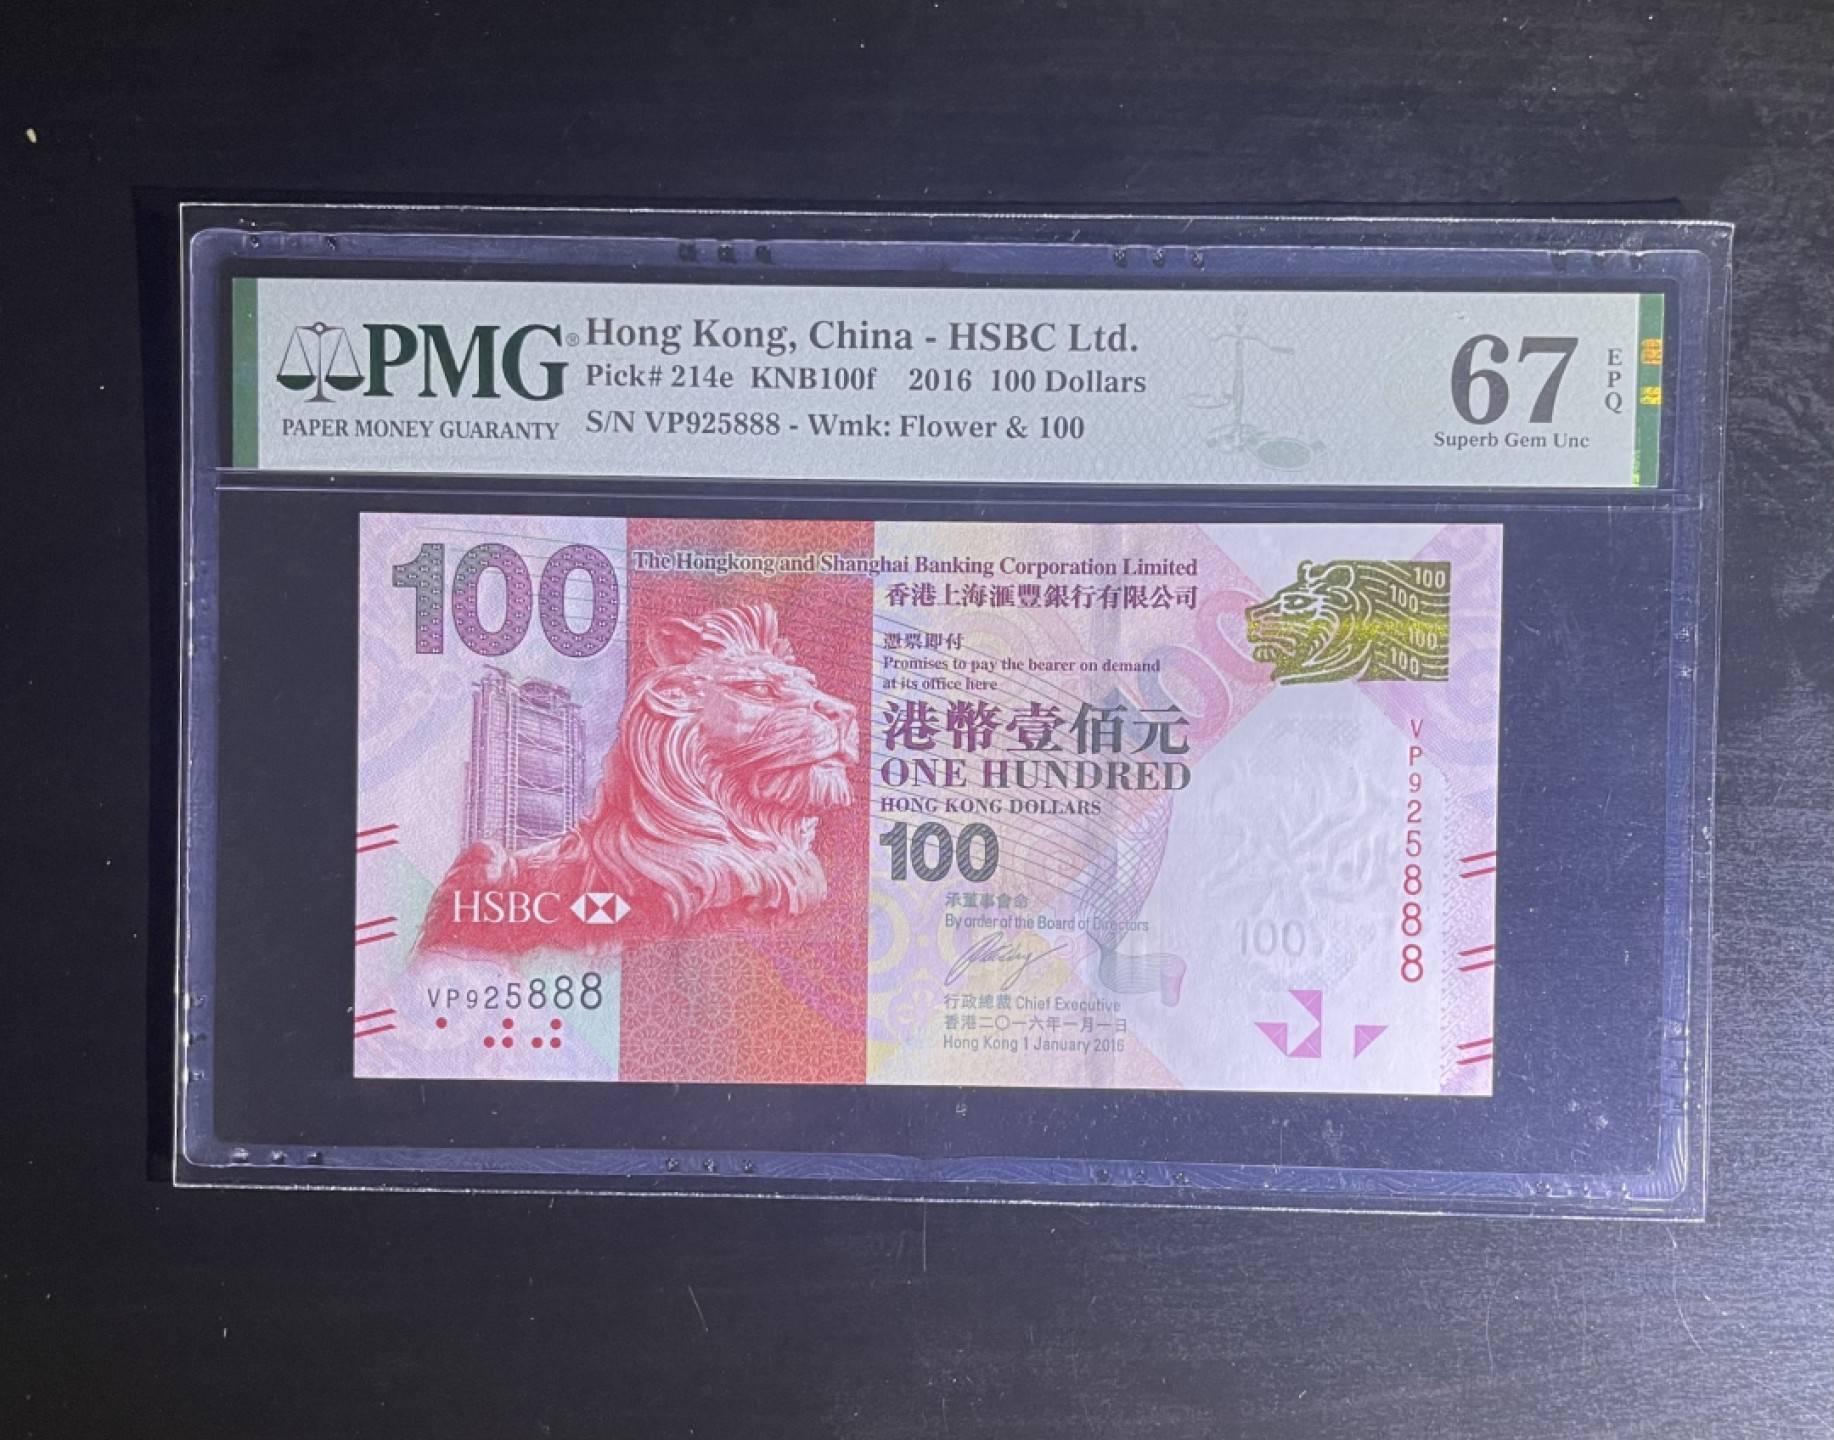 PMG®
PAPER MONEY GUARANTY
Hong Kong, China - HSBC Ltd.
Pick# 214e KNB100f 2016 100 Dollars
S/N VP925888 - Wmk: Flower & 100
67
EPQ
Superb Gem Unc
100
The Hongkong and Shanghai Banking Corporation Limited
香港上海滙豐銀行有限公司
憑票即付
Promises to pay the bearer on demand
at its office here
港幣壹佰元
ONE HUNDRED
HONG KONG DOLLARS
100
承董事會命
By order of the Board of Directors
行政總裁 Chief Executive
香港二〇一六年一月一日
Hong Kong 1 January 2016
HSBC
VP925888
100
100
100
100
100
VP925888
100